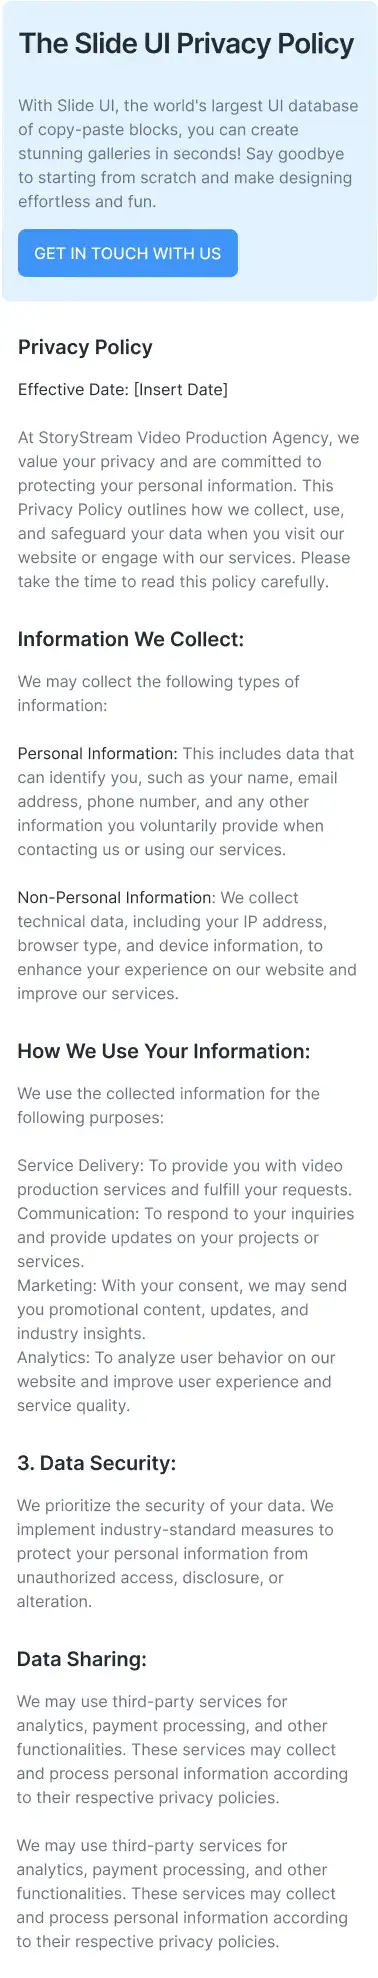 The Slide UI Privacy Policy
With Slide UI, the world's largest UI database
of copy-paste blocks, you can create
stunning galleries in seconds! Say goodbye
to starting from scratch and make designing
effortless and fun.
GET IN TOUCH WITH US
Privacy Policy
Effective Date: [Insert Date]
At StoryStream Video Production Agency, we
value your privacy and are committed to
protecting your personal information. This
Privacy Policy outlines how we collect, use,
and safeguard your data when you visit our
website or engage with our services. Please
take the time to read this policy carefully.
Information We Collect:
We may collect the following types of
information:
Personal Information: This includes data that
can identify you, such as your name, email
address, phone number, and any other
information you voluntarily provide when
contacting us or using our services.
Non-Personal Information: We collect
technical data, including your IP address,
browser type, and device information, to
enhance your experience on our website and
improve our services.
How We Use Your Information:
We use the collected information for the
following purposes:
Service Delivery: To provide you with video
production services and fulfill your requests.
Communication: To respond to your inquiries
and provide updates on your projects or
services.
Marketing: With your consent, we may send
you promotional content, updates, and
industry insights.
Analytics: To analyze user behavior on our
website and improve user experience and
service quality.
3. Data Security:
We prioritize the security of your data. We
implement industry-standard measures to
protect your personal information from
unauthorized access, disclosure, or
alteration.
Data Sharing:
We may use third-party services for
analytics, payment processing, and other
functionalities. These services may collect
and process personal information according
to their respective privacy policies.
We may use third-party services for
analytics, payment processing, and other
functionalities. These services may collect
and process personal information according
to their respective privacy policies.